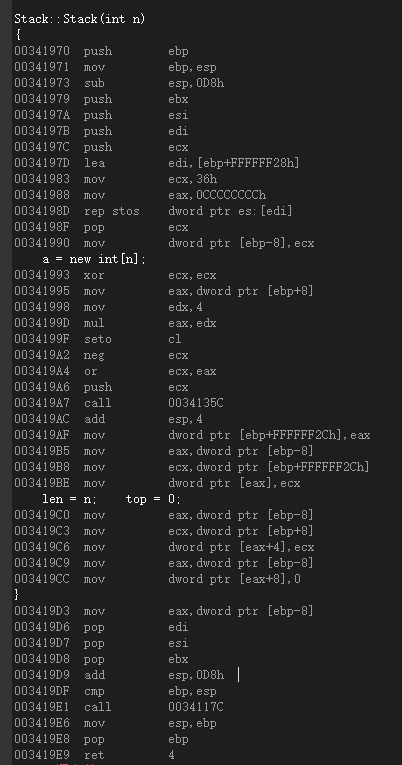 Stack::Stack(int n)
{
00341970 push ebp
00341971 mov ebp,esp
00341973 sub esp,0D8h
00341979 push ebx
0034197A push esi
0034197B push edi
0034197C push ecx
0034197D lea edi,[ebp+FFFFFF28h]
00341983 mov ecx,36h
00341988 mov eax,0CCCCCCCCh
0034198D rep stos dword ptr es:[edi]
0034198F pop ecx
00341990 mov dword ptr [ebp-8],ecx
a = new int[n];
00341993 xor ecx,ecx
00341995 mov eax,dword ptr [ebp+8]
00341998 mov edx,4
0034199D mul eax,edx
0034199F seto cl
003419A2 neg ecx
003419A4 or ecx,eax
003419A6 push ecx
003419A7 call 0034135C
003419AC add esp,4
003419AF mov dword ptr [ebp+FFFFFF2Ch],eax
003419B5 mov eax,dword ptr [ebp-8]
003419B8 mov ecx,dword ptr [ebp+FFFFFF2Ch]
003419BE mov dword ptr [eax],ecx
len = n; top = 0;
003419C0 mov eax,dword ptr [ebp-8]
003419C3 mov ecx,dword ptr [ebp+8]
003419C6 mov dword ptr [eax+4],ecx
003419C9 mov eax,dword ptr [ebp-8]
003419CC mov dword ptr [eax+8],0
}
003419D3 mov eax,dword ptr [ebp-8]
003419D6 pop edi
003419D7 pop esi
003419D8 pop ebx
003419D9 add esp,0D8h
003419DF cmp ebp,esp
003419E1 call 0034117C
003419E6 mov esp,ebp
003419E8 pop ebp
003419E9 ret 4